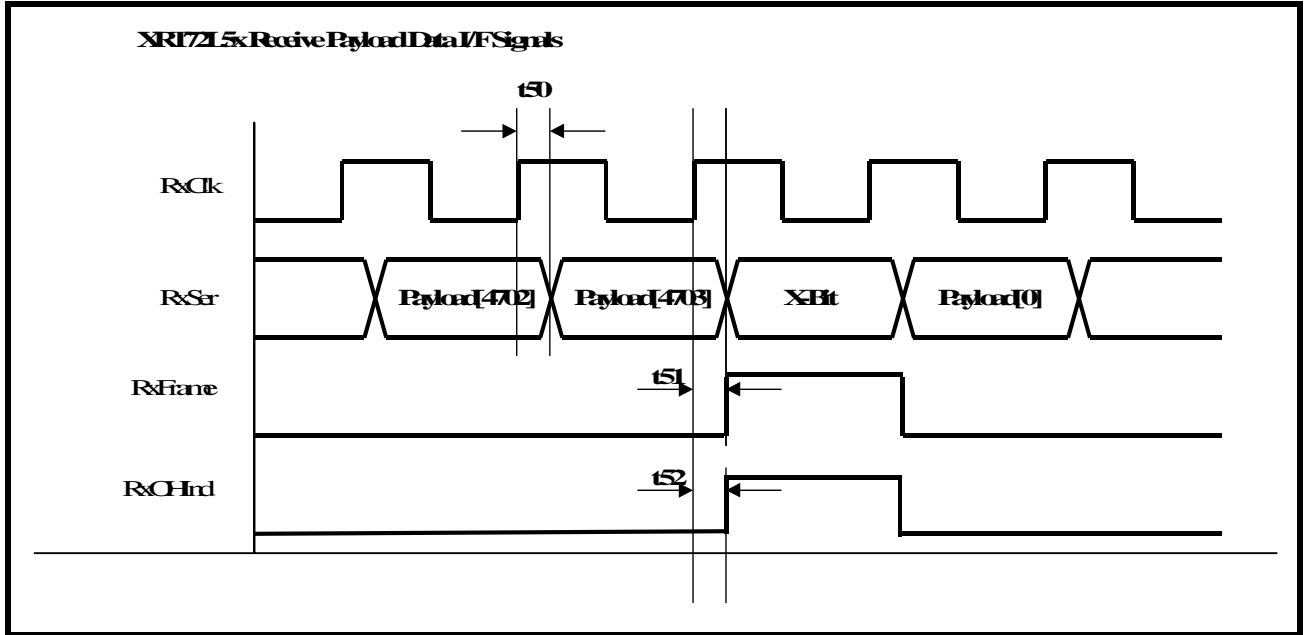 XRT72L5x Receive Payload Data I/F Signals
t50
RxClk
RxSer
Payload[4702]
Payload[4703]
X-Bit
Payload[0]
RxFrame
t51
RxOHInd
t52